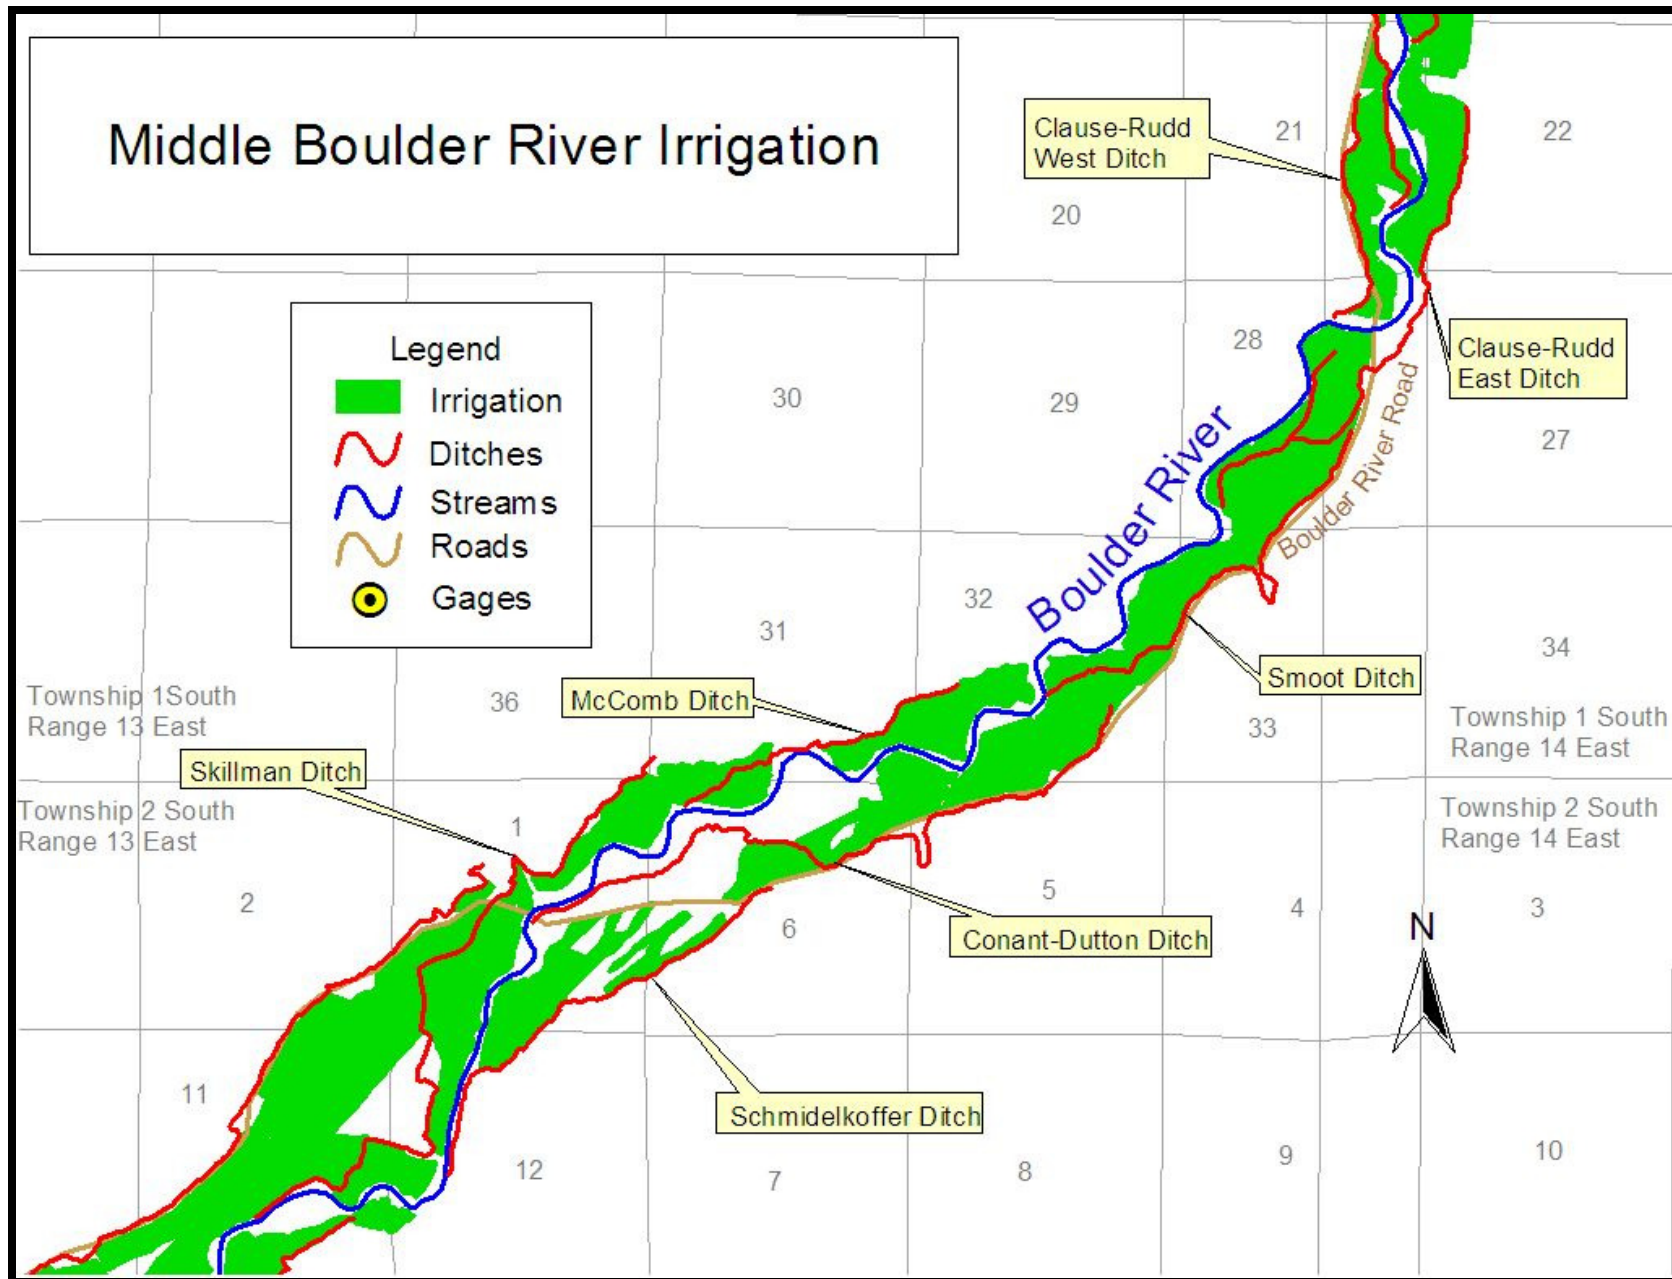 Middle Boulder River Irrigation
Clause-Rudd
West Ditch
21
22
20
Legend
Irrigation
Ditches
Streams
Roads
Gages
28
Clause-Rudd
East Ditch
30
29
27
Boulder River
Boulder River Road
32
31
34
Smoot Ditch
Township 1South
Range 13 East
36
McComb Ditch
33
Township 1 South
Range 14 East
Skillman Ditch
Township 2 South
Range 13 East
1
Township 2 South
Range 14 East
2
5
4
3
6
Conant-Dutton Ditch
N
11
Schmidelkoffer Ditch
12
7
8
9
10